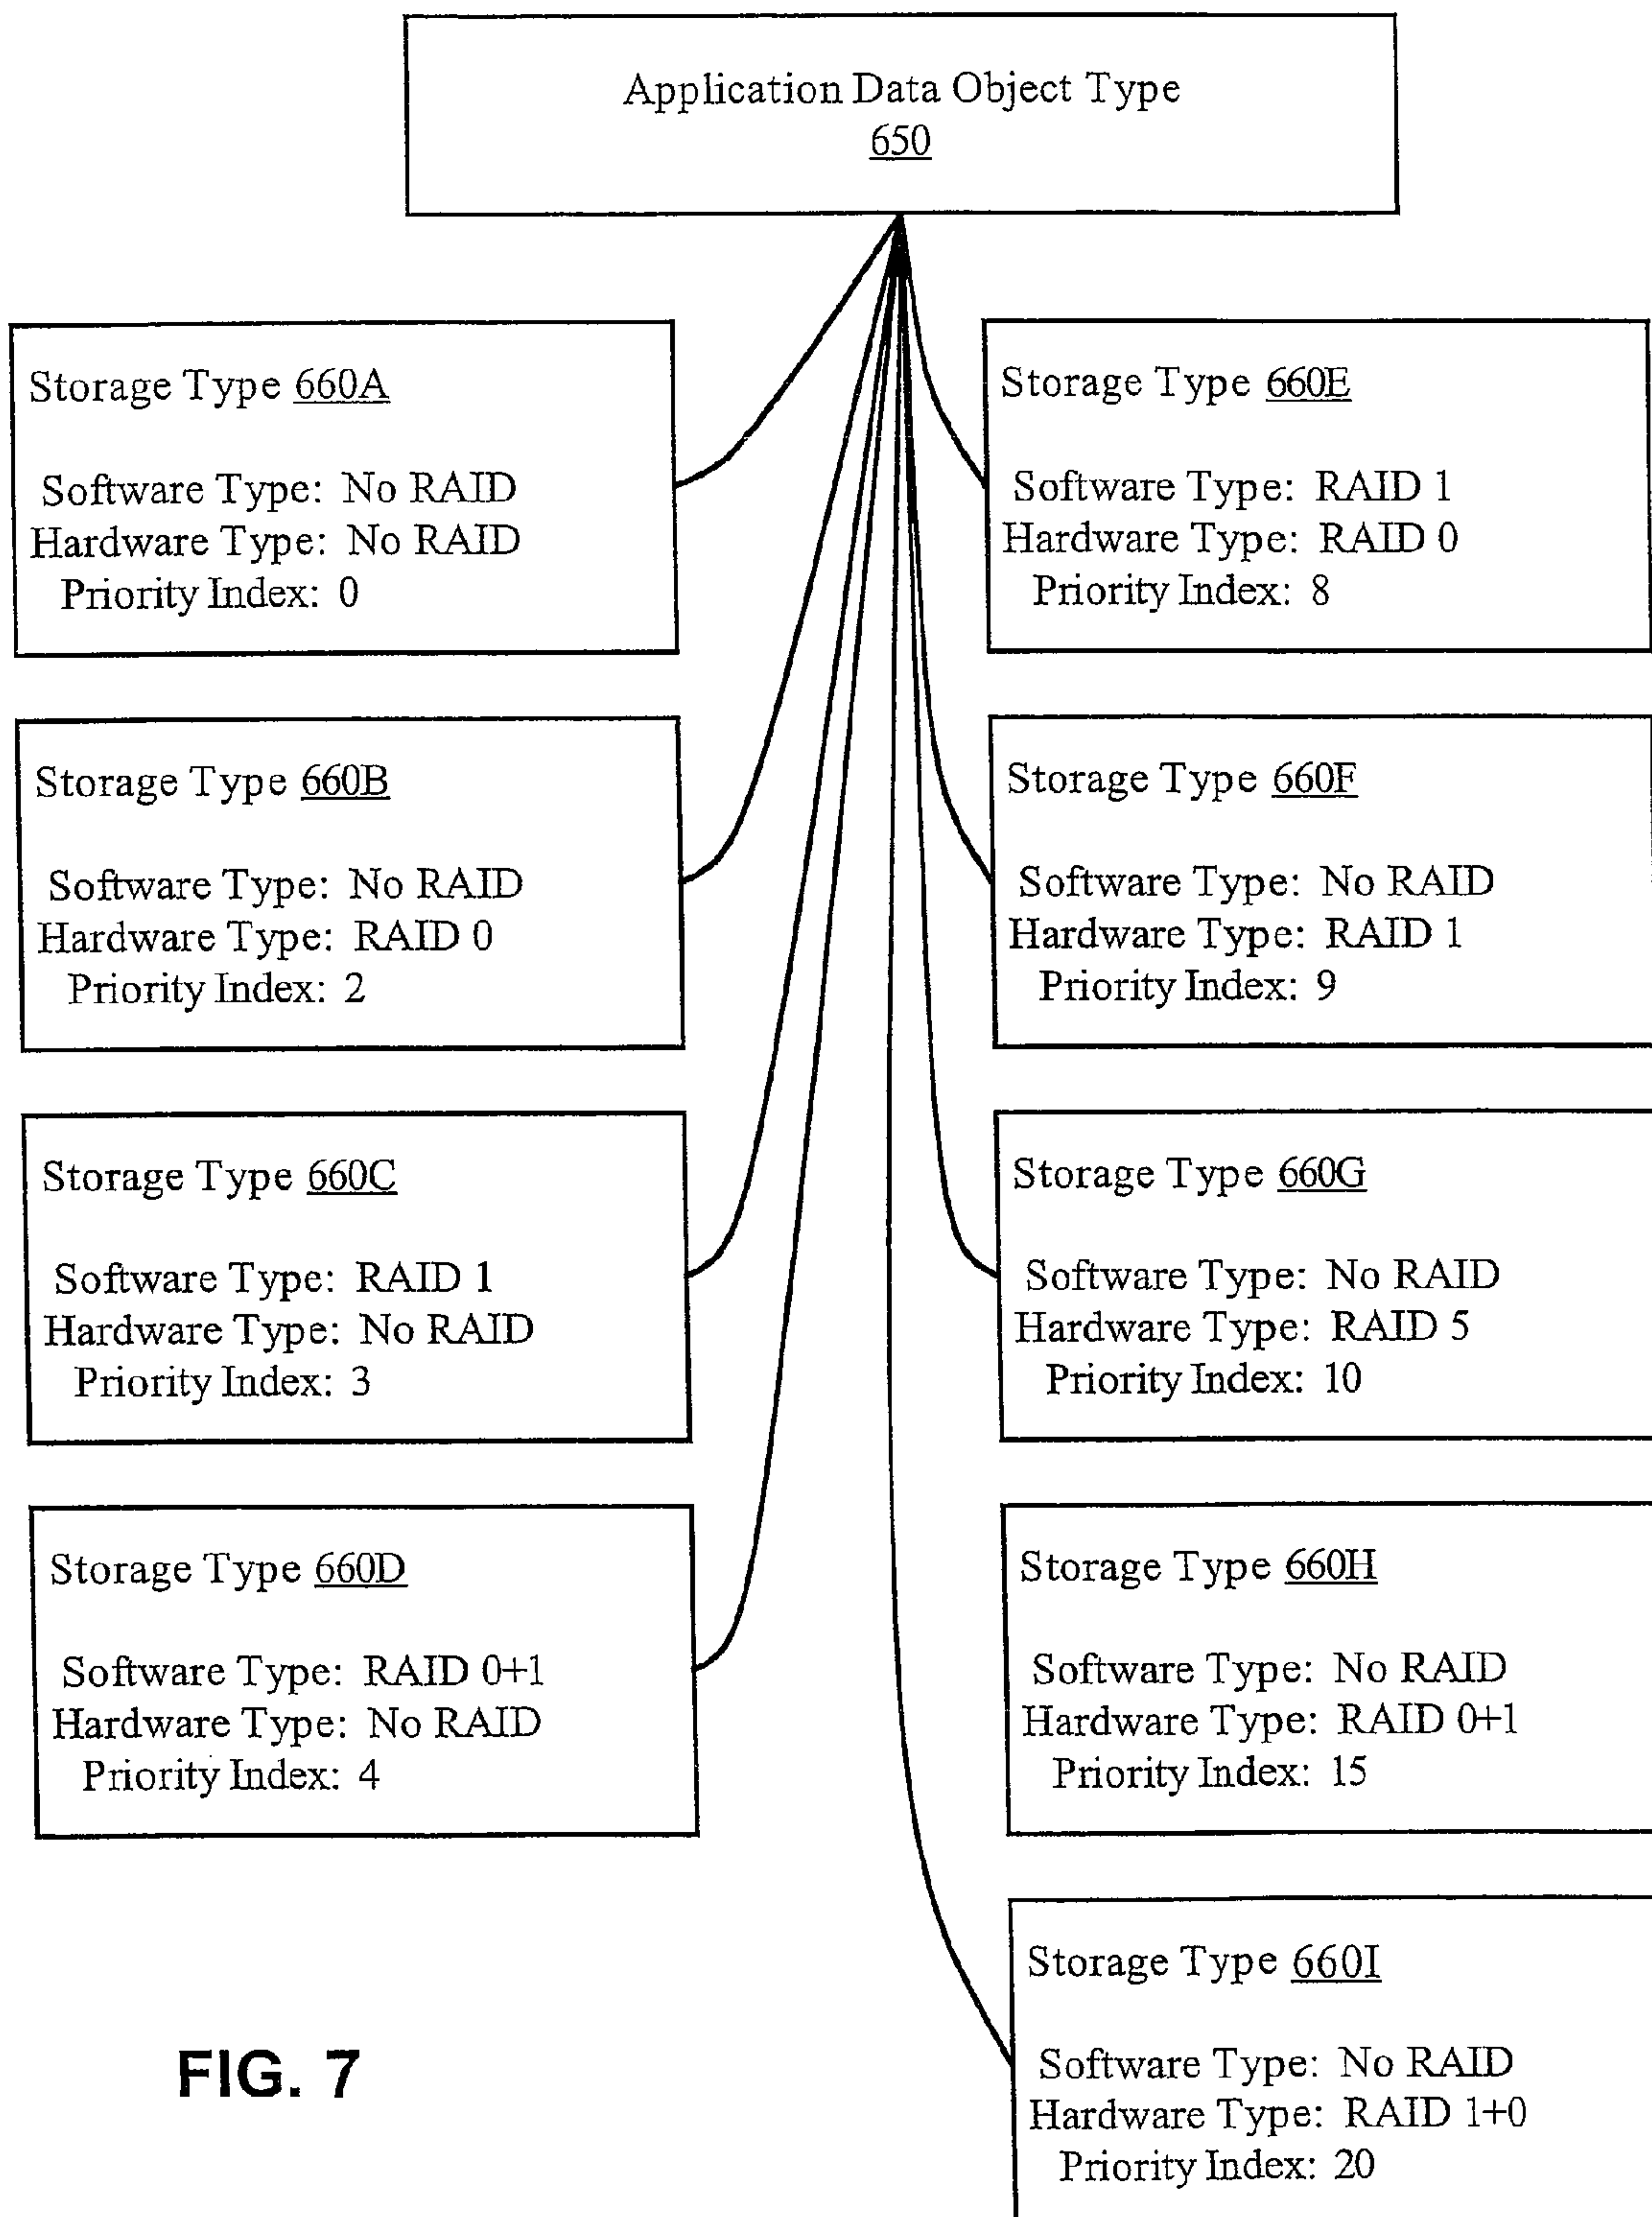 Application Data Object Type
650
Storage Type 660A
Software Type: No RAID
Hardware Type: No RAID
Priority Index: 0
Storage Type 660B
Software Type: No RAID
Hardware Type: RAID 0
Priority Index: 2
Storage Type 660C
Software Type: RAID 1
Hardware Type: No RAID
Priority Index: 3
Storage Type 660D
Software Type: RAID 0+1
Hardware Type: No RAID
Priority Index: 4
Storage Type 660E
Software Type: RAID 1
Hardware Type: RAID 0
Priority Index: 8
Storage Type 660F
Software Type: No RAID
Hardware Type: RAID 1
Priority Index: 9
Storage Type 660G
Software Type: No RAID
Hardware Type: RAID 5
Priority Index: 10
Storage Type 660H
Software Type: No RAID
Hardware Type: RAID 0+1
Priority Index: 15
Storage Type 660I
Software Type: No RAID
Hardware Type: RAID 1+0
Priority Index: 20
FIG. 7